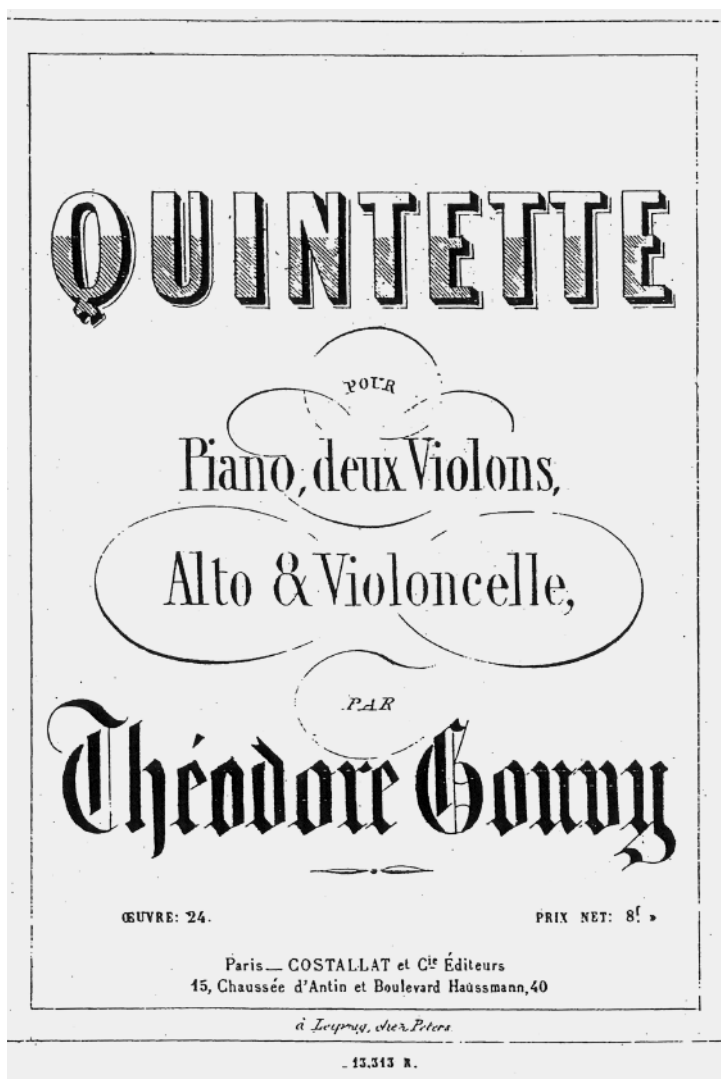 QUINTETTE
POUR
Piano, deux Violons,
Alto & Violoncelle,
PAR
Théodore Gouvy
ŒUVRE: 24. PRIX NET: 8f »
Paris _ COSTALLAT et Cie Éditeurs
15, Chaussée d'Antin et Boulevard Haussmann, 40
à Leipzig, chez Peters.
_ 13,313 R.